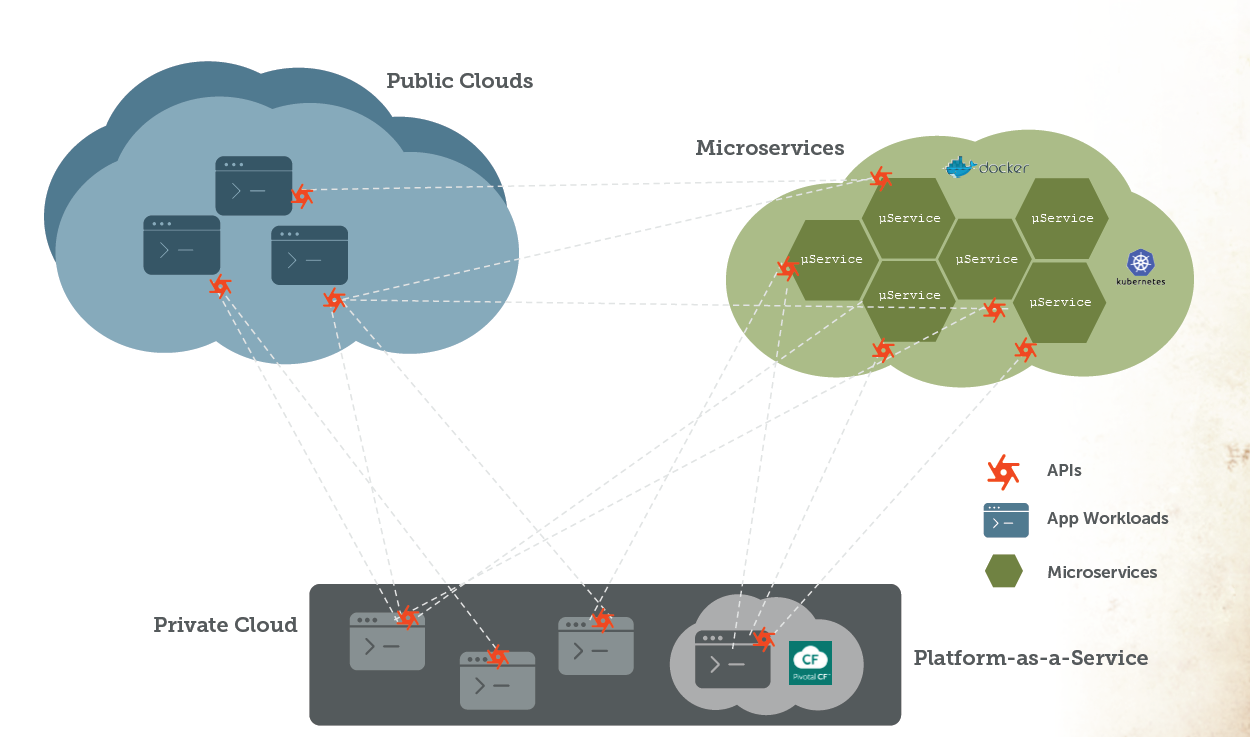 Public Clouds
Microservices
docker
µService
µService
µService
µService
µService
µService
kubernetes
APIs
App Workloads
Microservices
Private Cloud
CF
Pivotal CF™
Platform-as-a-Service